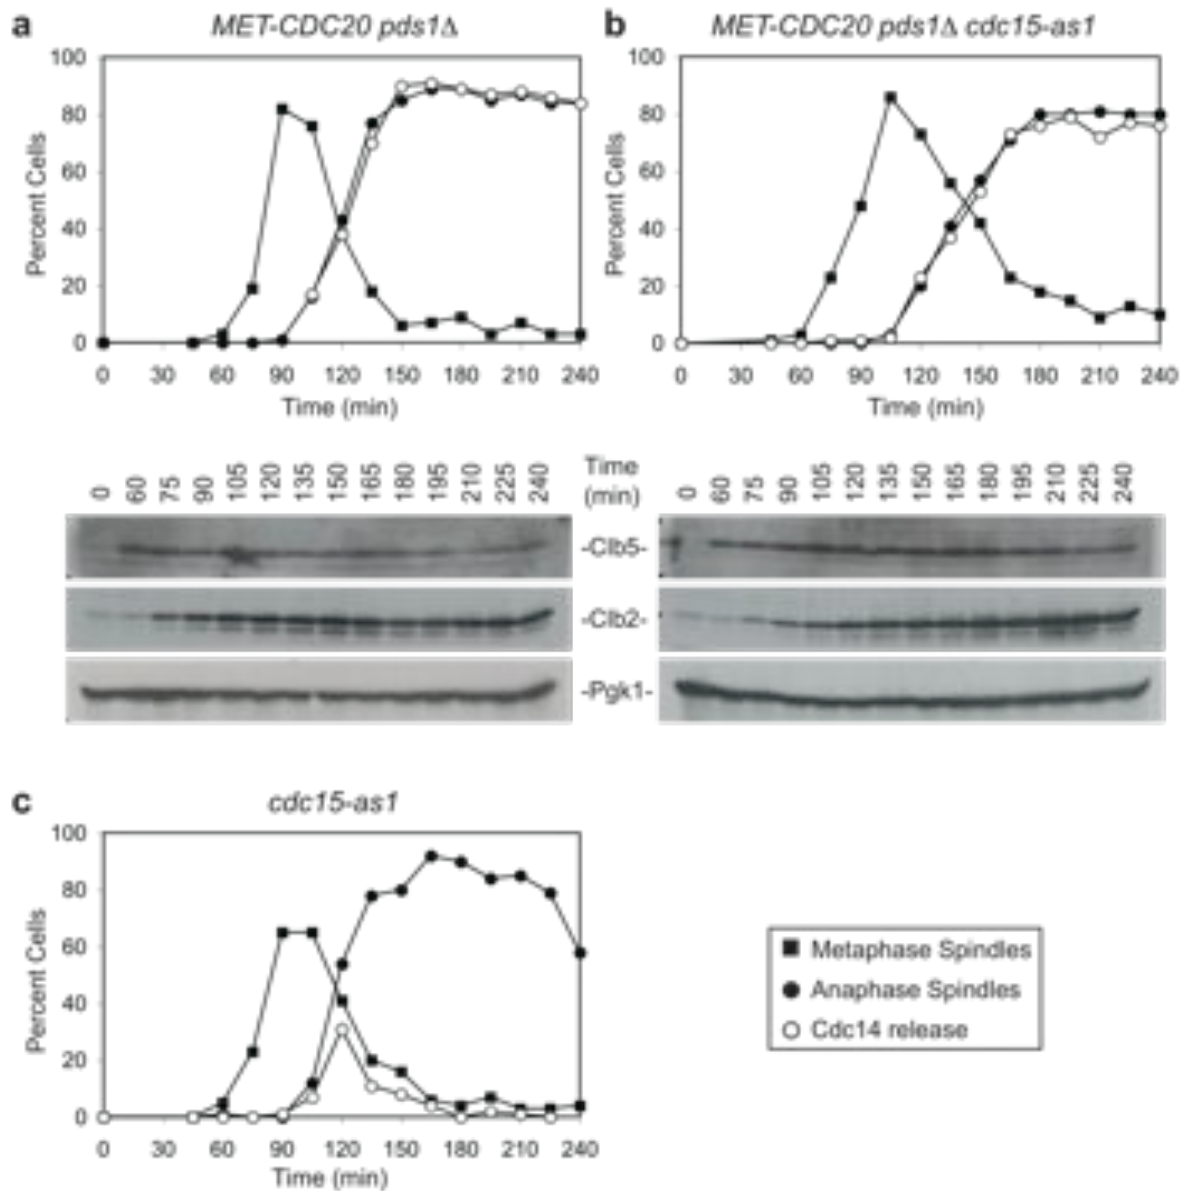 a
MET-CDC20 pds1Δ
100
80
60
40
20
0
Percent Cells
0 30 60 90 120 150 180 210 240
Time (min)
b
MET-CDC20 pds1Δ cdc15-as1
100
80
60
40
20
0
Percent Cells
0 30 60 90 120 150 180 210 240
Time (min)
0 60 75 90 105 120 135 150 165 180 195 210 225 240
Time
(min)
0 60 75 90 105 120 135 150 165 180 195 210 225 240
-Clb5-
-Clb2-
-Pgk1-
c
cdc15-as1
100
80
60
40
20
0
Percent Cells
0 30 60 90 120 150 180 210 240
Time (min)
Metaphase Spindles
Anaphase Spindles
Cdc14 release